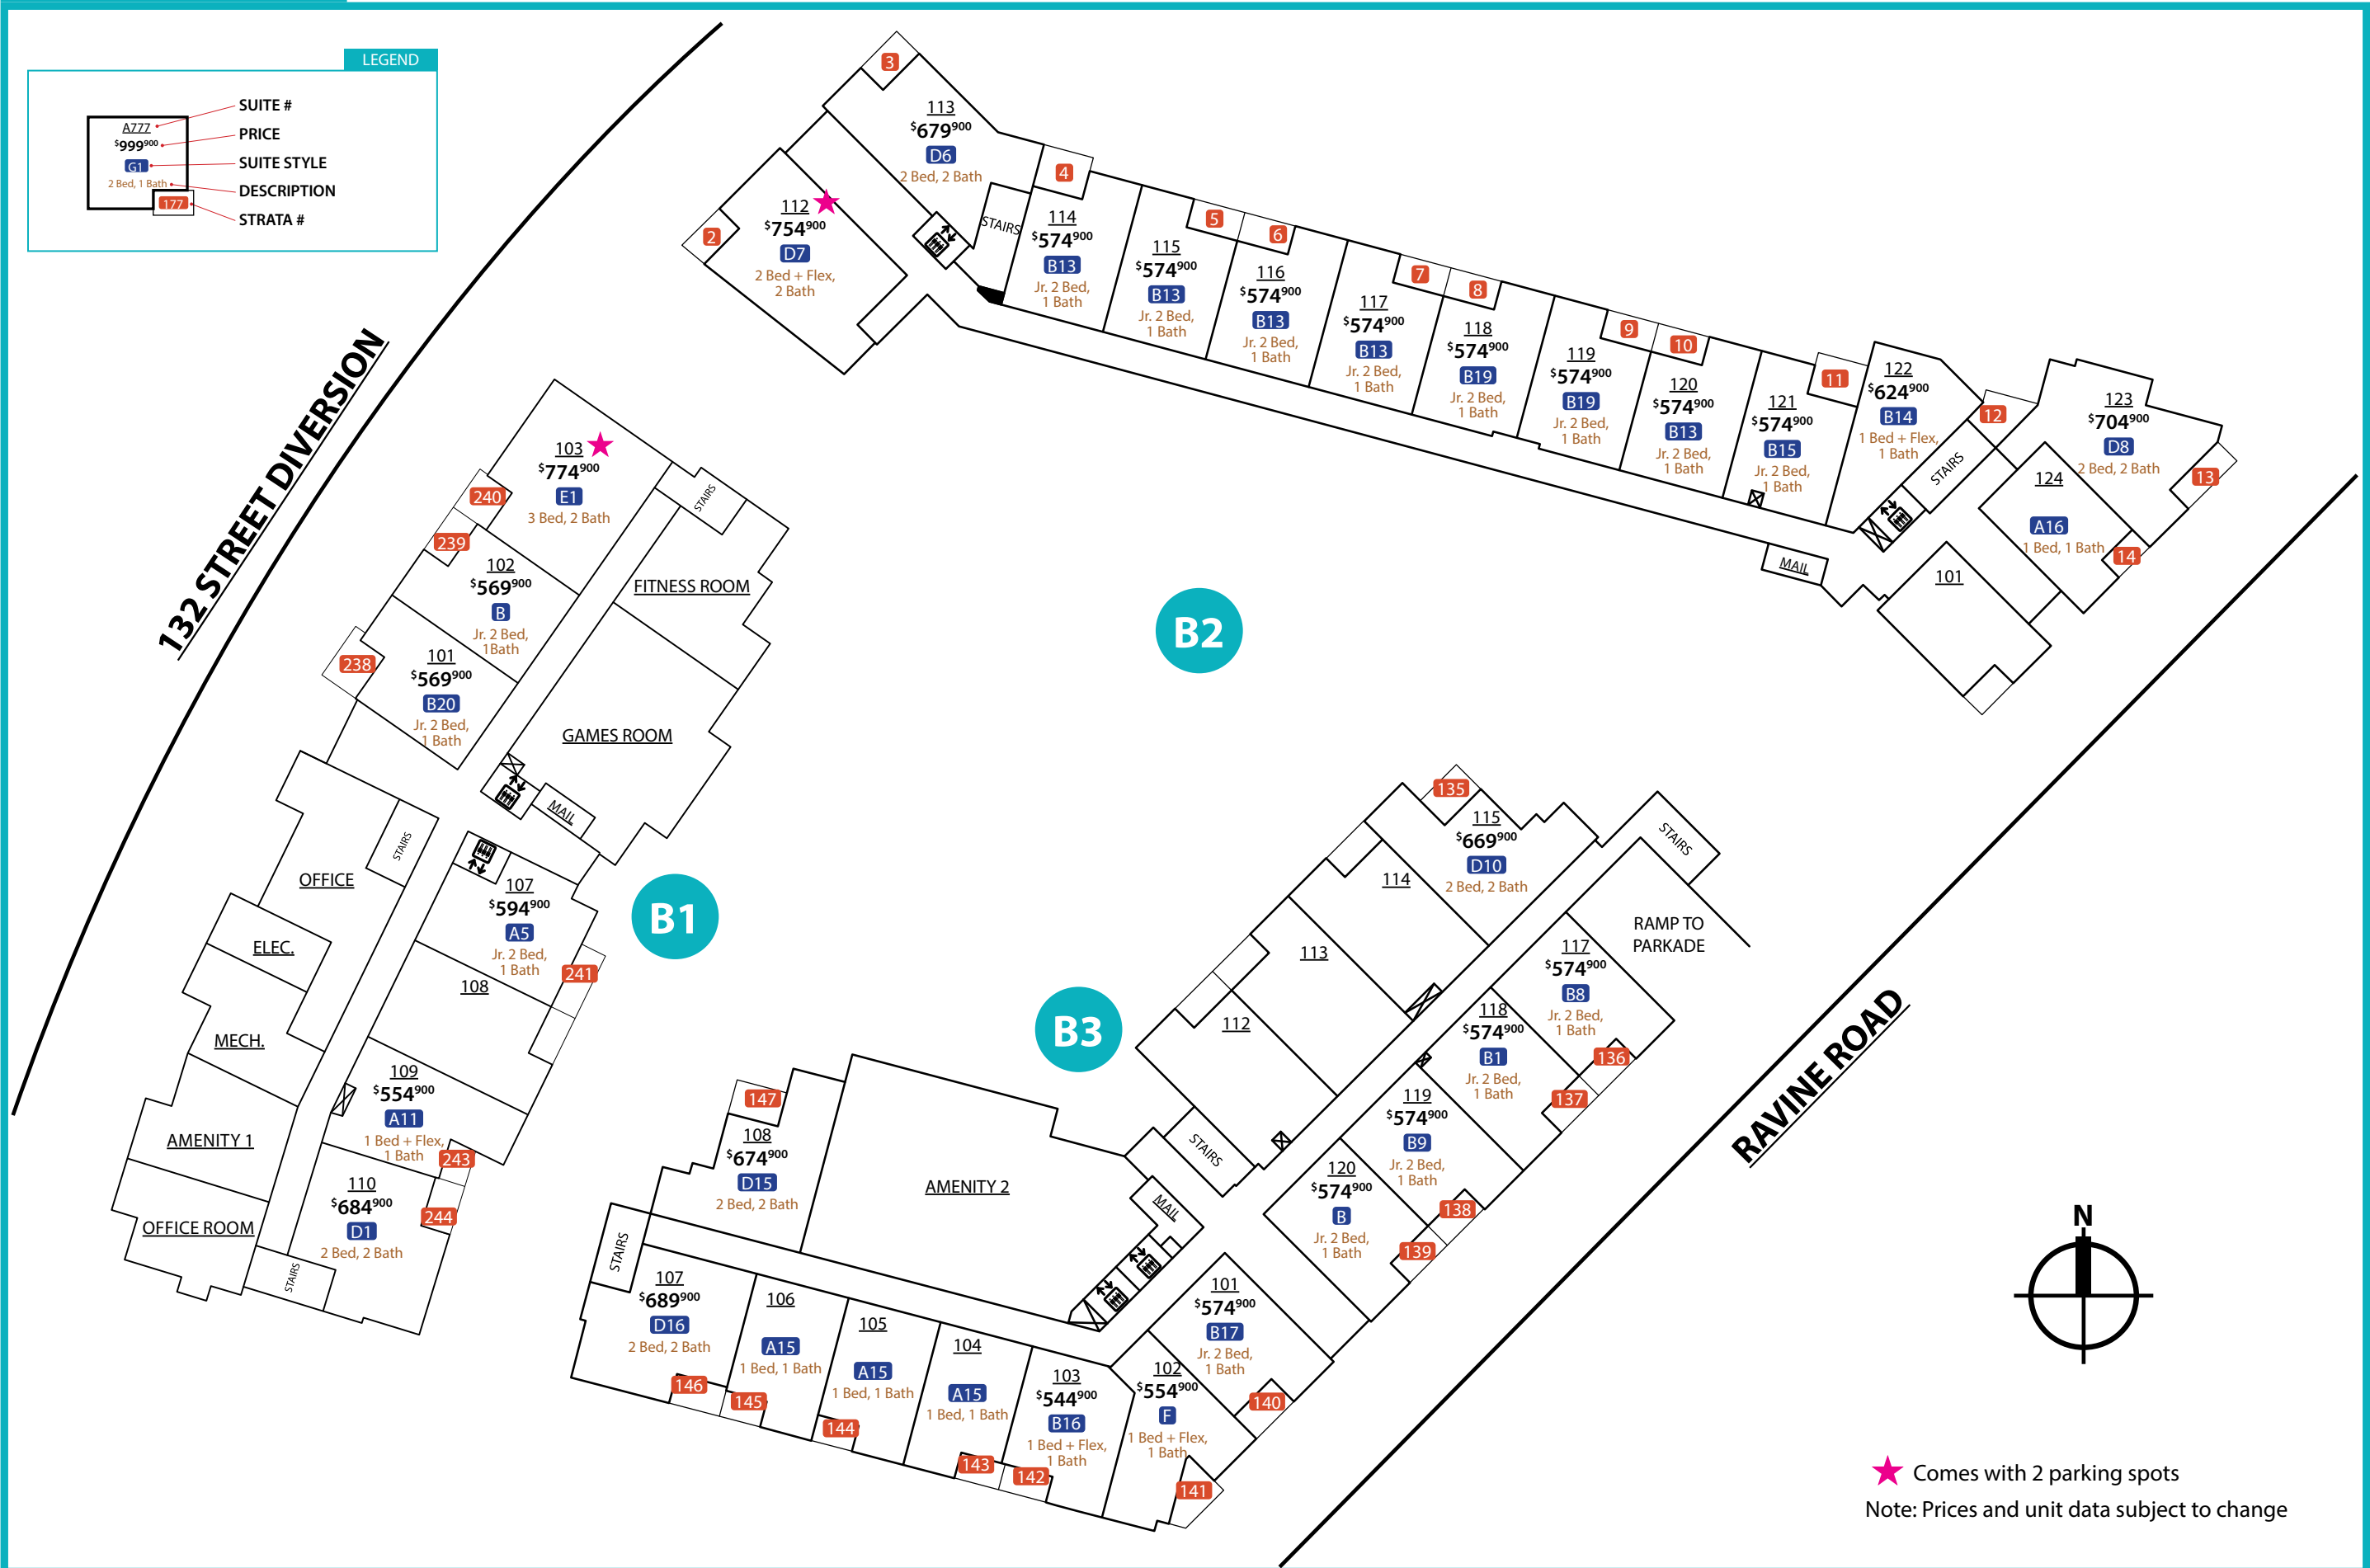 LEGEND
A777
$999900
G1
2 Bed, 1 Bath
177
SUITE #
PRICE
SUITE STYLE
DESCRIPTION
STRATA #
132 STREET DIVERSION
3
113
$679900
D6
2 Bed, 2 Bath
2
112
$754900
D7
2 Bed + Flex,
2 Bath
STAIRS
4
114
$574900
B13
Jr. 2 Bed,
1 Bath
5
115
$574900
B13
Jr. 2 Bed,
1 Bath
6
116
$574900
B13
Jr. 2 Bed,
1 Bath
7
117
$574900
B13
Jr. 2 Bed,
1 Bath
8
118
$574900
B19
Jr. 2 Bed,
1 Bath
9
119
$574900
B19
Jr. 2 Bed,
1 Bath
10
120
$574900
B13
Jr. 2 Bed,
1 Bath
11
121
$574900
B15
Jr. 2 Bed,
1 Bath
122
$624900
B14
1 Bed + Flex,
1 Bath
12
STAIRS
123
$704900
D8
2 Bed, 2 Bath
13
124
A16
1 Bed, 1 Bath
14
MAIL
101
B2
103
$774900
E1
3 Bed, 2 Bath
240
239
102
$569900
B
Jr. 2 Bed,
1Bath
238
101
$569900
B20
Jr. 2 Bed,
1 Bath
STAIRS
FITNESS ROOM
GAMES ROOM
MAIL
STAIRS
OFFICE
ELEC.
MECH.
AMENITY 1
OFFICE ROOM
STAIRS
107
$594900
A5
Jr. 2 Bed,
1 Bath
241
108
109
$554900
A11
1 Bed + Flex,
1 Bath
243
110
$684900
D1
2 Bed, 2 Bath
244
B1
B3
135
115
$669900
D10
2 Bed, 2 Bath
114
113
112
STAIRS
RAMP TO
PARKADE
117
$574900
B8
Jr. 2 Bed,
1 Bath
136
118
$574900
B1
Jr. 2 Bed,
1 Bath
137
119
$574900
B9
Jr. 2 Bed,
1 Bath
138
120
$574900
B
Jr. 2 Bed,
1 Bath
139
STAIRS
MAIL
147
108
$674900
D15
2 Bed, 2 Bath
AMENITY 2
STAIRS
107
$689900
D16
2 Bed, 2 Bath
146
106
A15
1 Bed, 1 Bath
145
105
A15
1 Bed, 1 Bath
144
104
A15
1 Bed, 1 Bath
143
103
$544900
B16
1 Bed + Flex,
1 Bath
142
102
$554900
F
1 Bed + Flex,
1 Bath
141
101
$574900
B17
Jr. 2 Bed,
1 Bath
140
RAVINE ROAD
N
Comes with 2 parking spots
Note: Prices and unit data subject to change